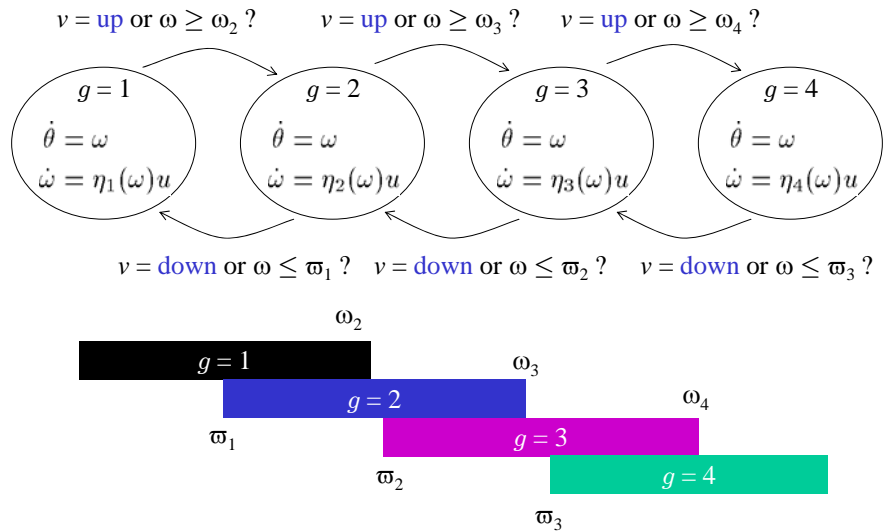 v = up or ω ≥ ω₂ ? v = up or ω ≥ ω₃ ? v = up or ω ≥ ω₄ ?
g = 1 g = 2 g = 3 g = 4
θ̇ = ω θ̇ = ω θ̇ = ω θ̇ = ω
ω̇ = η₁(ω)u ω̇ = η₂(ω)u ω̇ = η₃(ω)u ω̇ = η₄(ω)u
v = down or ω ≤ ϖ₁ ? v = down or ω ≤ ϖ₂ ? v = down or ω ≤ ϖ₃ ?
ω₂
g = 1
ω₃
g = 2
ω₄
ϖ₁
g = 3
ϖ₂
g = 4
ϖ₃